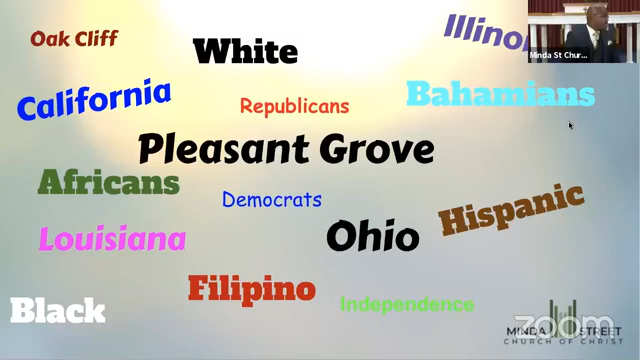 Oak Cliff
White
Illinoi
Minda St Chur...
California
Republicans
Bahamians
Pleasant Grove
Africans
Democrats
Hispanic
Louisiana
Ohio
Filipino
Independence
Black
zoom
MINDA STREET
CHURCH OF CHRIST